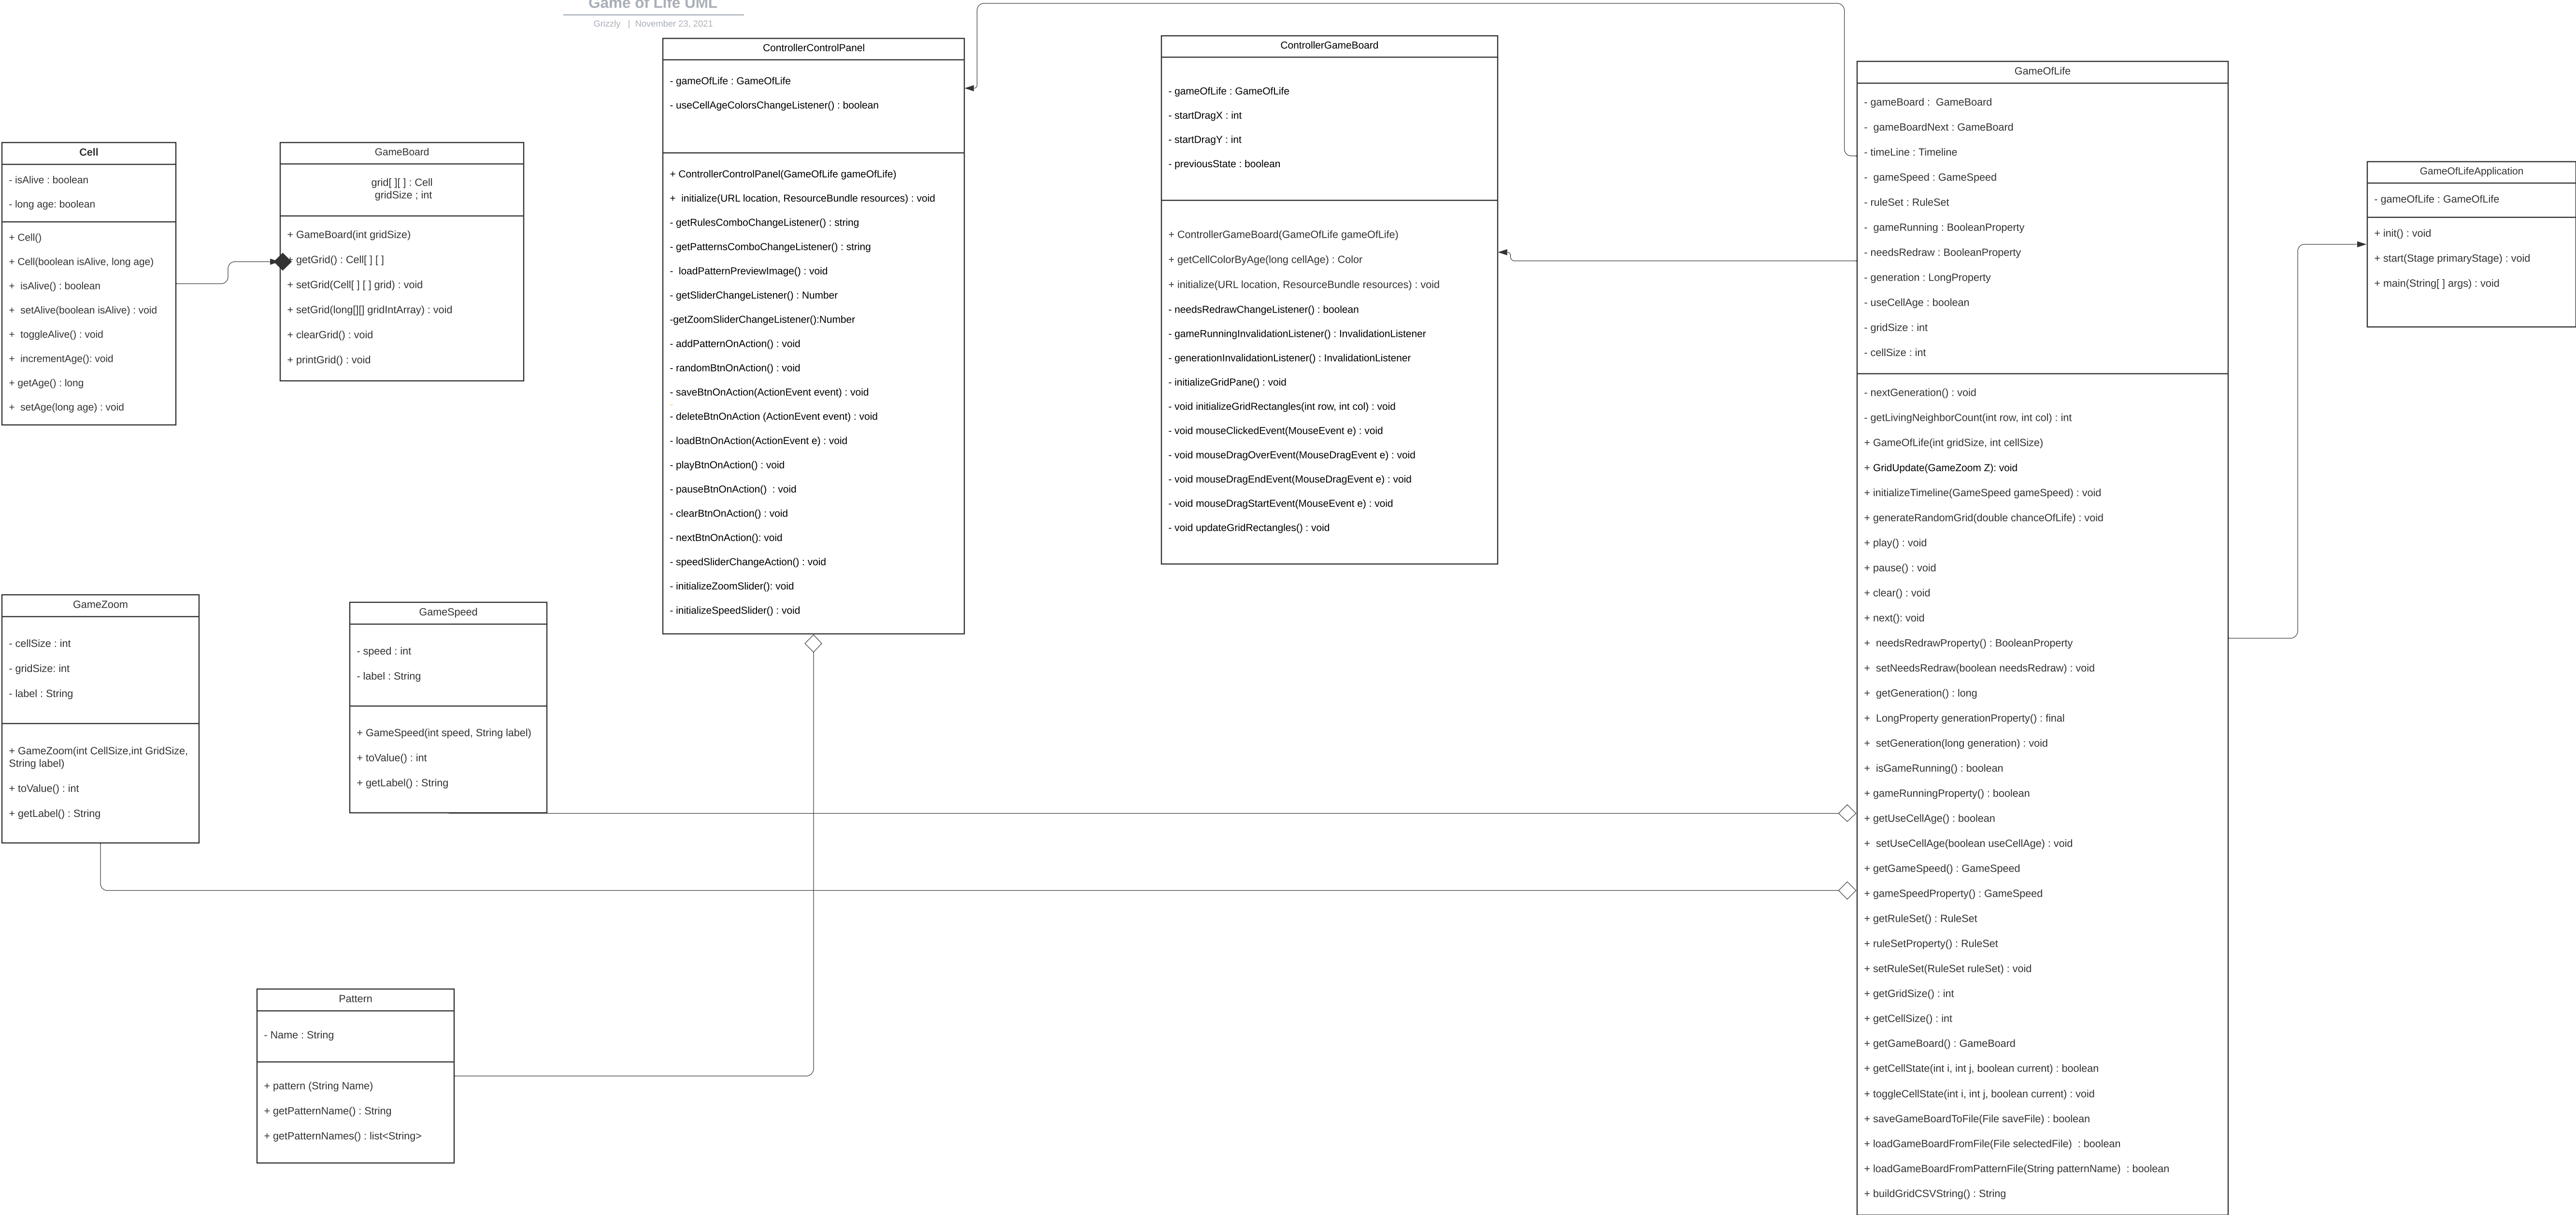 Game of Life UML
Grizzly | November 23, 2021
Cell
- isAlive : boolean
- long age: boolean
+ Cell()
+ Cell(boolean isAlive, long age)
+  isAlive() : boolean
+  setAlive(boolean isAlive) : void
+  toggleAlive() : void
+  incrementAge(): void
+ getAge() : long
+  setAge(long age) : void
GameBoard
grid[ ][ ] : Cell
gridSize ; int
+ GameBoard(int gridSize)
+ getGrid() : Cell[ ] [ ]
+ setGrid(Cell[ ] [ ] grid) : void
+ setGrid(long[][] gridIntArray) : void
+ clearGrid() : void
+ printGrid() : void
ControllerControlPanel
- gameOfLife : GameOfLife
- useCellAgeColorsChangeListener() : boolean
+ ControllerControlPanel(GameOfLife gameOfLife)
+  initialize(URL location, ResourceBundle resources) : void
- getRulesComboChangeListener() : string
- getPatternsComboChangeListener() : string
-  loadPatternPreviewImage() : void
- getSliderChangeListener() : Number
-getZoomSliderChangeListener():Number
- addPatternOnAction() : void
- randomBtnOnAction() : void
- saveBtnOnAction(ActionEvent event) : void
- deleteBtnOnAction (ActionEvent event) : void
- loadBtnOnAction(ActionEvent e) : void
- playBtnOnAction() : void
- pauseBtnOnAction()  : void
- clearBtnOnAction() : void
- nextBtnOnAction(): void
- speedSliderChangeAction() : void
- initializeZoomSlider(): void
- initializeSpeedSlider() : void
ControllerGameBoard
- gameOfLife : GameOfLife
- startDragX : int
- startDragY : int
- previousState : boolean
+ ControllerGameBoard(GameOfLife gameOfLife)
+ getCellColorByAge(long cellAge) : Color
+ initialize(URL location, ResourceBundle resources) : void
- needsRedrawChangeListener() : boolean
- gameRunningInvalidationListener() : InvalidationListener
- generationInvalidationListener() : InvalidationListener
- initializeGridPane() : void
- void initializeGridRectangles(int row, int col) : void
- void mouseClickedEvent(MouseEvent e) : void
- void mouseDragOverEvent(MouseDragEvent e) : void
- void mouseDragEndEvent(MouseDragEvent e) : void
- void mouseDragStartEvent(MouseEvent e) : void
- void updateGridRectangles() : void
GameOfLife
- gameBoard :  GameBoard
-  gameBoardNext : GameBoard
- timeLine : Timeline
-  gameSpeed : GameSpeed
- ruleSet : RuleSet
-  gameRunning : BooleanProperty
- needsRedraw : BooleanProperty
- generation : LongProperty
- useCellAge : boolean
- gridSize : int
- cellSize : int
- nextGeneration() : void
- getLivingNeighborCount(int row, int col) : int
+ GameOfLife(int gridSize, int cellSize)
+ GridUpdate(GameZoom Z): void
+ initializeTimeline(GameSpeed gameSpeed) : void
+ generateRandomGrid(double chanceOfLife) : void
+ play() : void
+ pause() : void
+ clear() : void
+ next(): void
+  needsRedrawProperty() : BooleanProperty
+  setNeedsRedraw(boolean needsRedraw) : void
+  getGeneration() : long
+  LongProperty generationProperty() : final
+  setGeneration(long generation) : void
+  isGameRunning() : boolean
+ gameRunningProperty() : boolean
+ getUseCellAge() : boolean
+  setUseCellAge(boolean useCellAge) : void
+ getGameSpeed() : GameSpeed
+ gameSpeedProperty() : GameSpeed
+ getRuleSet() : RuleSet
+ ruleSetProperty() : RuleSet
+ setRuleSet(RuleSet ruleSet) : void
+ getGridSize() : int
+ getCellSize() : int
+ getGameBoard() : GameBoard
+ getCellState(int i, int j, boolean current) : boolean
+ toggleCellState(int i, int j, boolean current) : void
+ saveGameBoardToFile(File saveFile) : boolean
+ loadGameBoardFromFile(File selectedFile)  : boolean
+ loadGameBoardFromPatternFile(String patternName)  : boolean
+ buildGridCSVString() : String
GameOfLifeApplication
- gameOfLife : GameOfLife
+ init() : void
+ start(Stage primaryStage) : void
+ main(String[ ] args) : void
GameZoom
- cellSize : int
- gridSize: int
- label : String
+ GameZoom(int CellSize,int GridSize,
String label)
+ toValue() : int
+ getLabel() : String
GameSpeed
- speed : int
- label : String
+ GameSpeed(int speed, String label)
+ toValue() : int
+ getLabel() : String
Pattern
- Name : String
+ pattern (String Name)
+ getPatternName() : String
+ getPatternNames() : list<String>